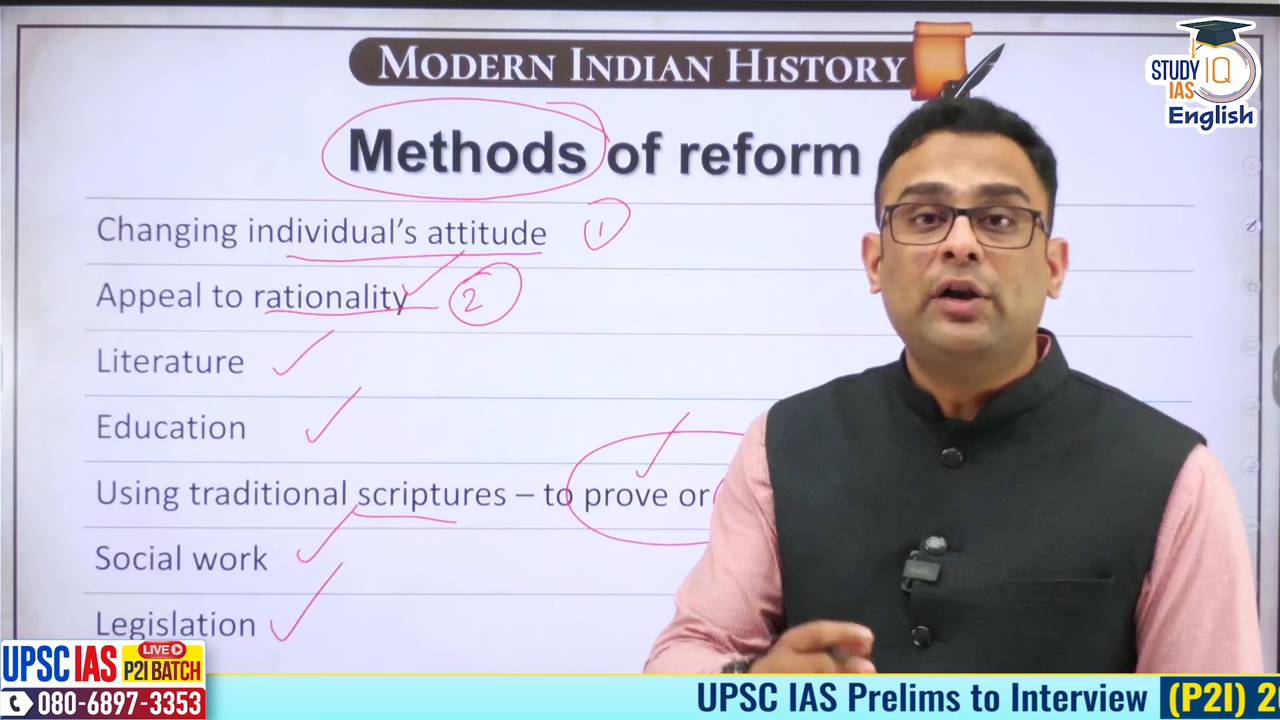 MODERN INDIAN HISTORY
STUDY IQ
IAS
English
Methods of reform
Changing individual's attitude 1
Appeal to rationality 2
Literature
Education
Using traditional scriptures – to prove or
Social work
Legislation
UPSC IAS LIVE P2I BATCH
080-6897-3353
UPSC IAS Prelims to Interview (P2I) 2